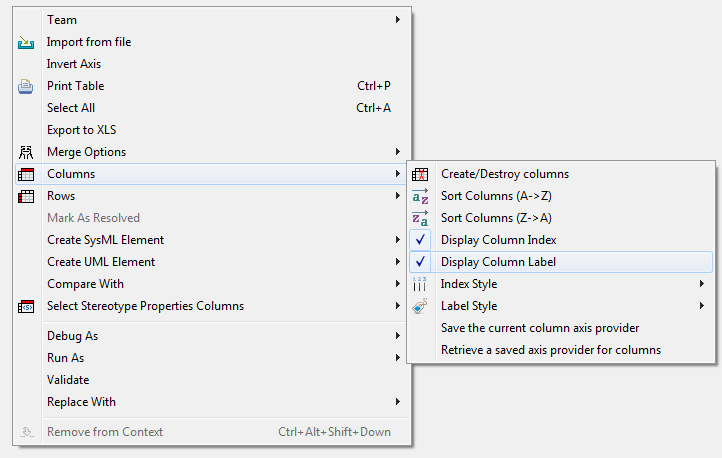 Team
Import from file
Invert Axis
Print Table Ctrl+P
Select All Ctrl+A
Export to XLS
Merge Options
Columns
Rows
Mark As Resolved
Create SysML Element
Create UML Element
Compare With
Select Stereotype Properties Columns
Debug As
Run As
Validate
Replace With
Remove from Context Ctrl+Alt+Shift+Down
Create/Destroy columns
Sort Columns (A->Z)
Sort Columns (Z->A)
Display Column Index
Display Column Label
Index Style
Label Style
Save the current column axis provider
Retrieve a saved axis provider for columns